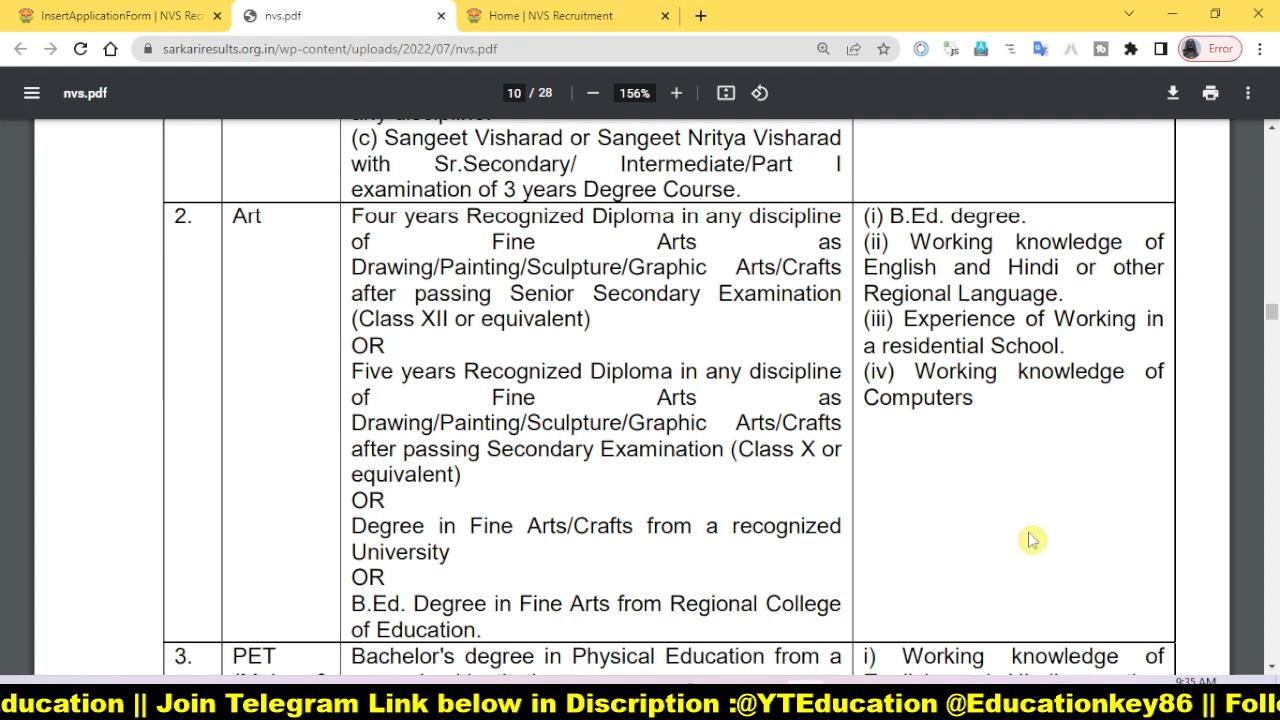 InsertApplicationForm | NVS Rec
nvs.pdf
Home | NVS Recruitment
sarkariresults.org.in/wp-content/uploads/2022/07/nvs.pdf
Error
nvs.pdf
10 / 28
156%
(c) Sangeet Visharad or Sangeet Nritya Visharad
with Sr.Secondary/ Intermediate/Part I
examination of 3 years Degree Course.
2.
Art
Four years Recognized Diploma in any discipline
of Fine Arts as
Drawing/Painting/Sculpture/Graphic Arts/Crafts
after passing Senior Secondary Examination
(Class XII or equivalent)
OR
Five years Recognized Diploma in any discipline
of Fine Arts as
Drawing/Painting/Sculpture/Graphic Arts/Crafts
after passing Secondary Examination (Class X or
equivalent)
OR
Degree in Fine Arts/Crafts from a recognized
University
OR
B.Ed. Degree in Fine Arts from Regional College
of Education.
(i) B.Ed. degree.
(ii) Working knowledge of
English and Hindi or other
Regional Language.
(iii) Experience of Working in
a residential School.
(iv) Working knowledge of
Computers
3.
PET
Bachelor's degree in Physical Education from a
i) Working knowledge of
9:35 AM
ducation || Join Telegram Link below in Discription :@YTEducation @Educationkey86 || Foll